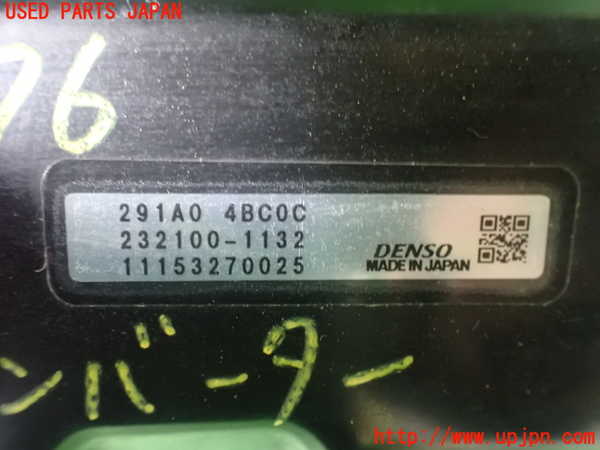 USED PARTS JAPAN
76
291A0 4BC0C
232100-1132
11153270025
DENSO
MADE IN JAPAN
ンバーター
http://www.upjpn.com/